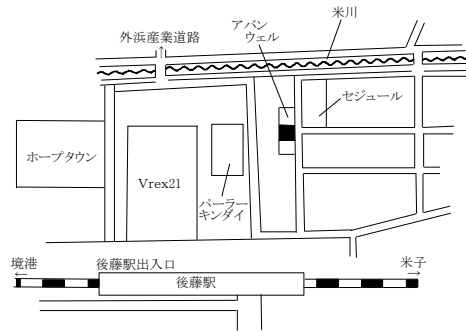 外浜産業道路
↑
アバン
ウェル
米川
セジュール
ホープタウン
Vrex21
パーラー
キンダイ
境港
←
後藤駅出入口
後藤駅
米子
→